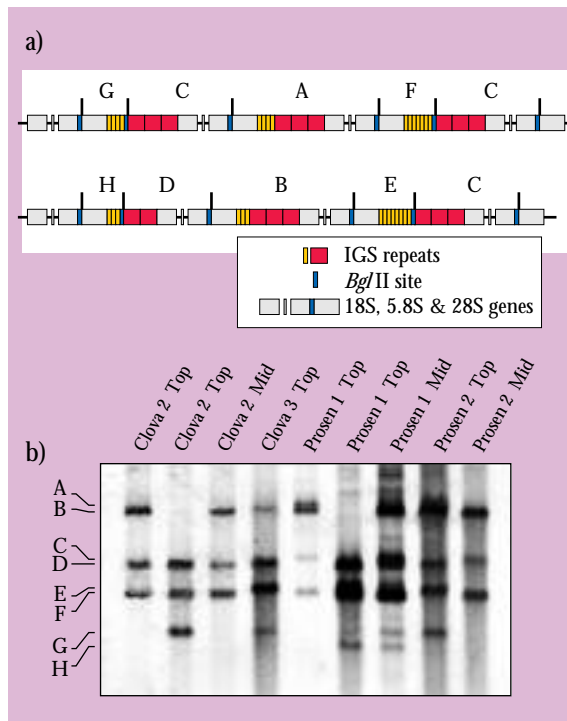 a)
G C A F C
H D B E C
IGS repeats
Bgl II site
18S, 5.8S & 28S genes
b)
Clova 2 Top
Clova 2 Top
Clova 2 Mid
Clova 3 Top
Prosen 1 Top
Prosen 1 Top
Prosen 1 Mid
Prosen 2 Top
Prosen 2 Mid
A
B
C
D
E
F
G
H